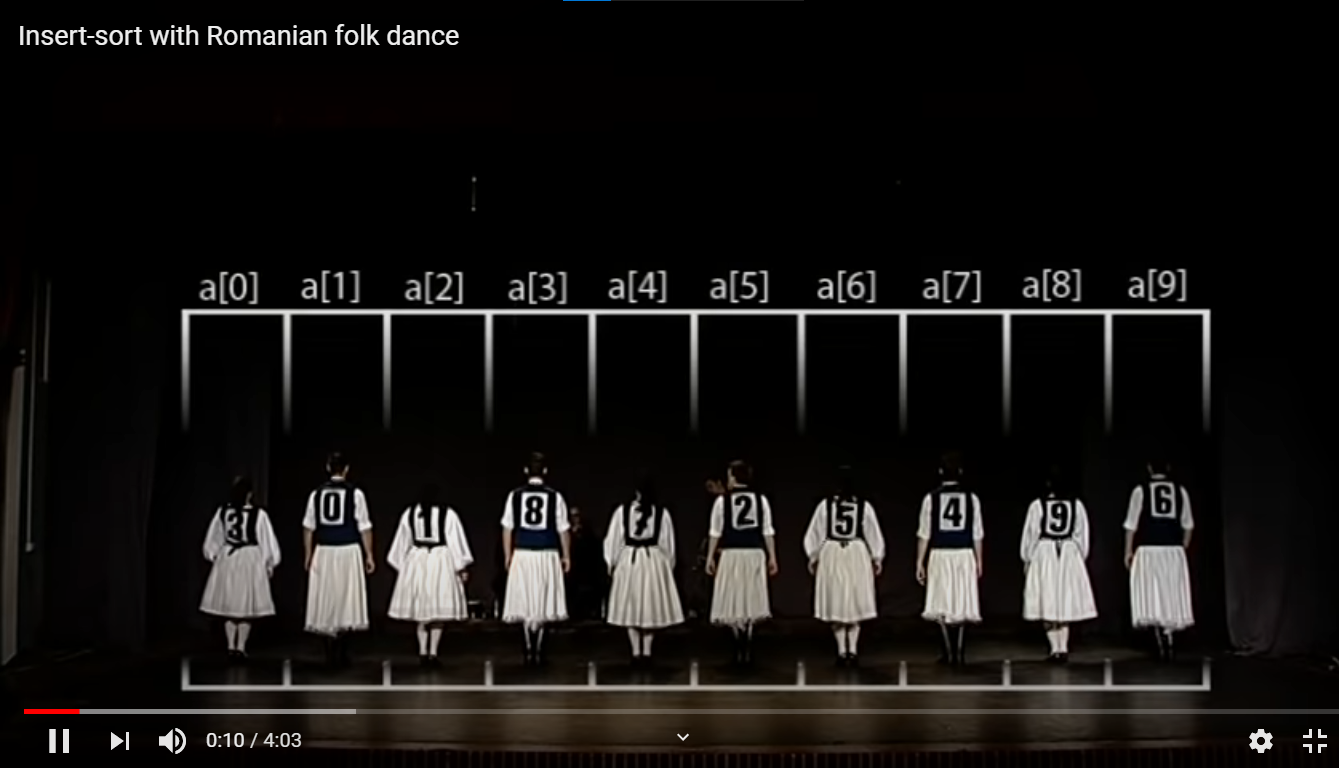 Insert-sort with Romanian folk dance
a[0] a[1] a[2] a[3] a[4] a[5] a[6] a[7] a[8] a[9]
3 0 1 8 7 2 5 4 9 6
0:10 / 4:03